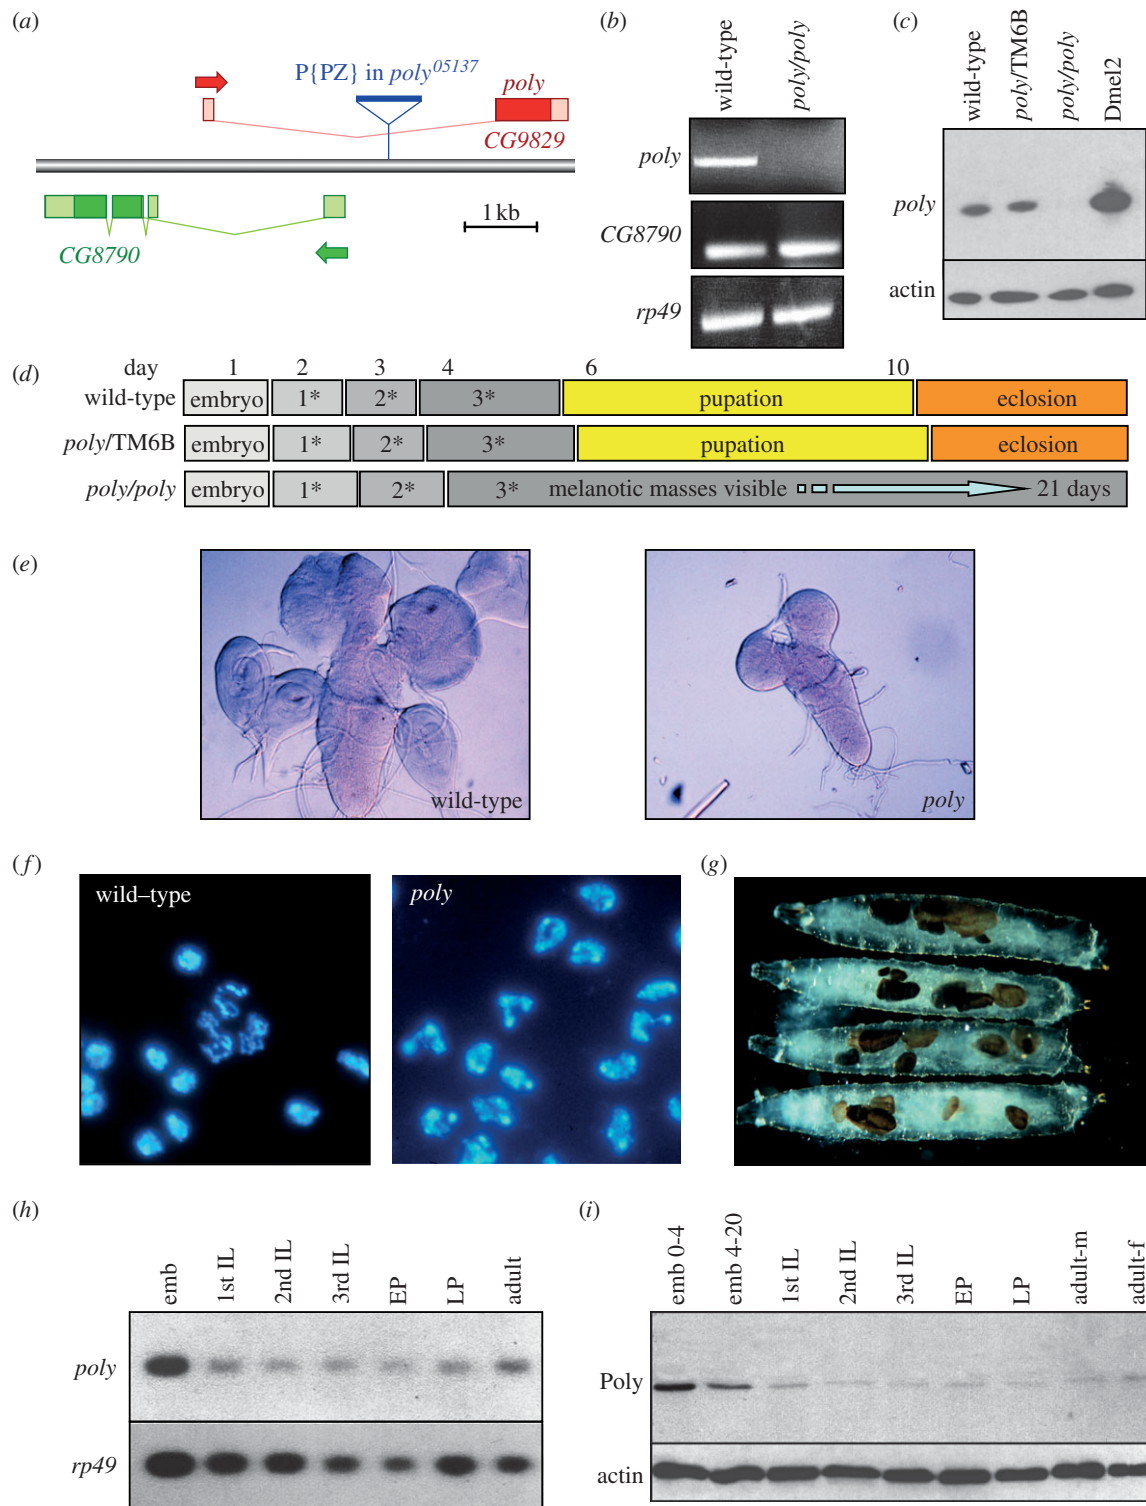 (a)
P{PZ} in poly05137
poly
CG9829
CG8790
1 kb
(b)
wild-type
poly/poly
poly
CG8790
rp49
(c)
wild-type
poly/TM6B
poly/poly
Dmel2
poly
actin
(d)
day 1 2 3 4 6 10
wild-type embryo 1* 2* 3* pupation eclosion
poly/TM6B embryo 1* 2* 3* pupation eclosion
poly/poly embryo 1* 2* 3* melanotic masses visible 21 days
(e)
wild-type
poly
(f)
wild–type
poly
(g)
(h)
emb
1st IL
2nd IL
3rd IL
EP
LP
adult
poly
rp49
(i)
emb 0-4
emb 4-20
1st IL
2nd IL
3rd IL
EP
LP
adult-m
adult-f
Poly
actin